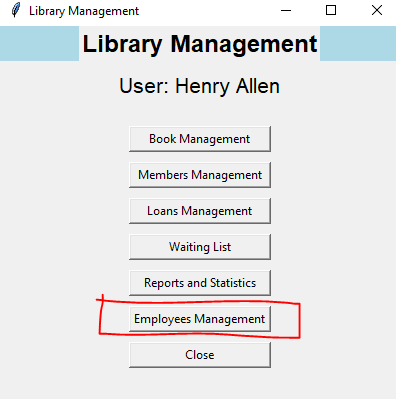 Library Management
Library Management
User: Henry Allen
Book Management
Members Management
Loans Management
Waiting List
Reports and Statistics
Employees Management
Close